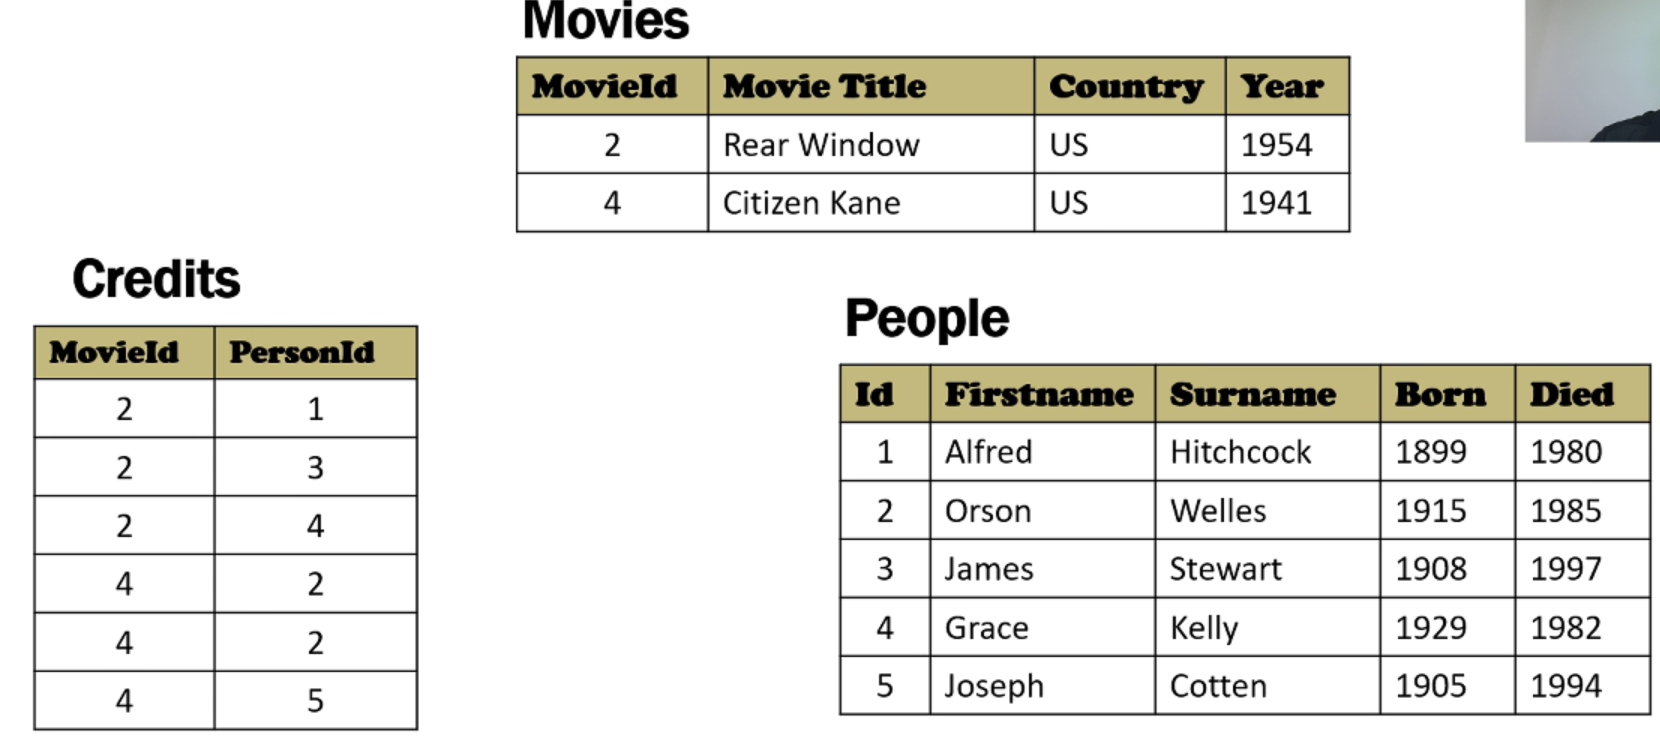 Movies
MovieId Movie Title Country Year
2 Rear Window US 1954
4 Citizen Kane US 1941
Credits
MovieId PersonId
2 1
2 3
2 4
4 2
4 2
4 5
People
Id Firstname Surname Born Died
1 Alfred Hitchcock 1899 1980
2 Orson Welles 1915 1985
3 James Stewart 1908 1997
4 Grace Kelly 1929 1982
5 Joseph Cotten 1905 1994